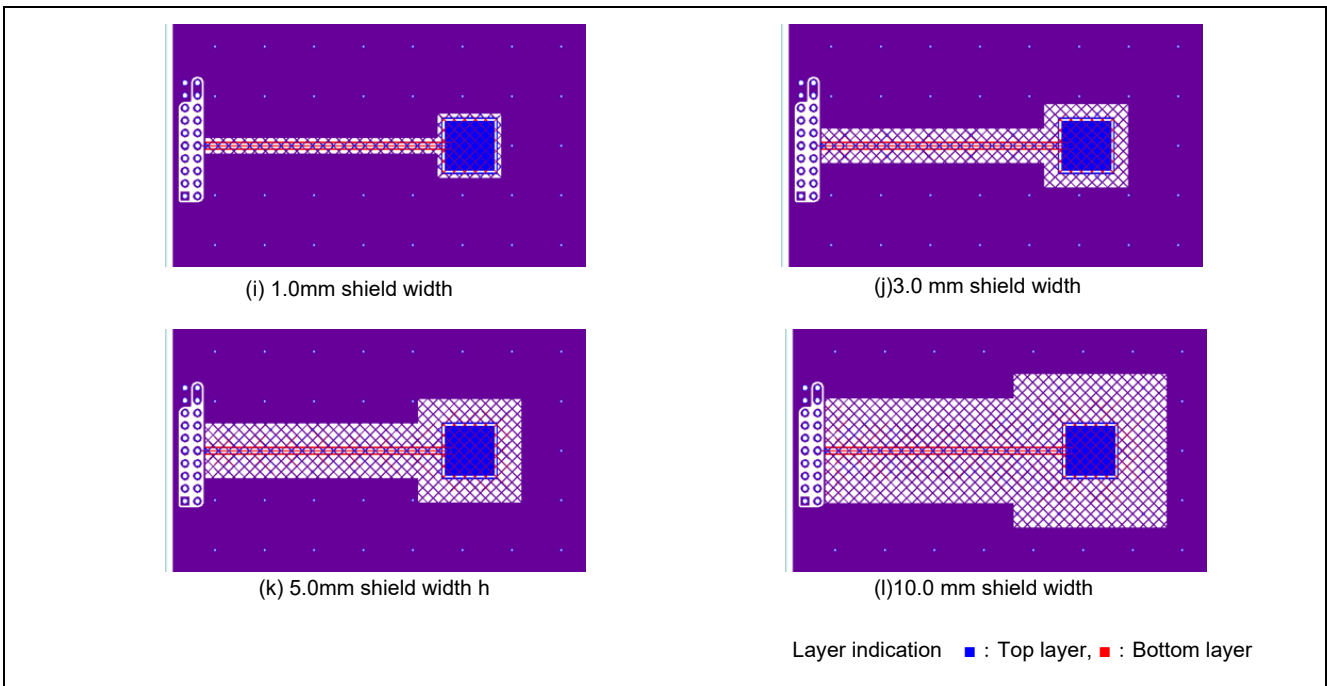 (i) 1.0mm shield width
(j)3.0 mm shield width
(k) 5.0mm shield width h
(l)10.0 mm shield width
Layer indication ■ : Top layer, ■ : Bottom layer